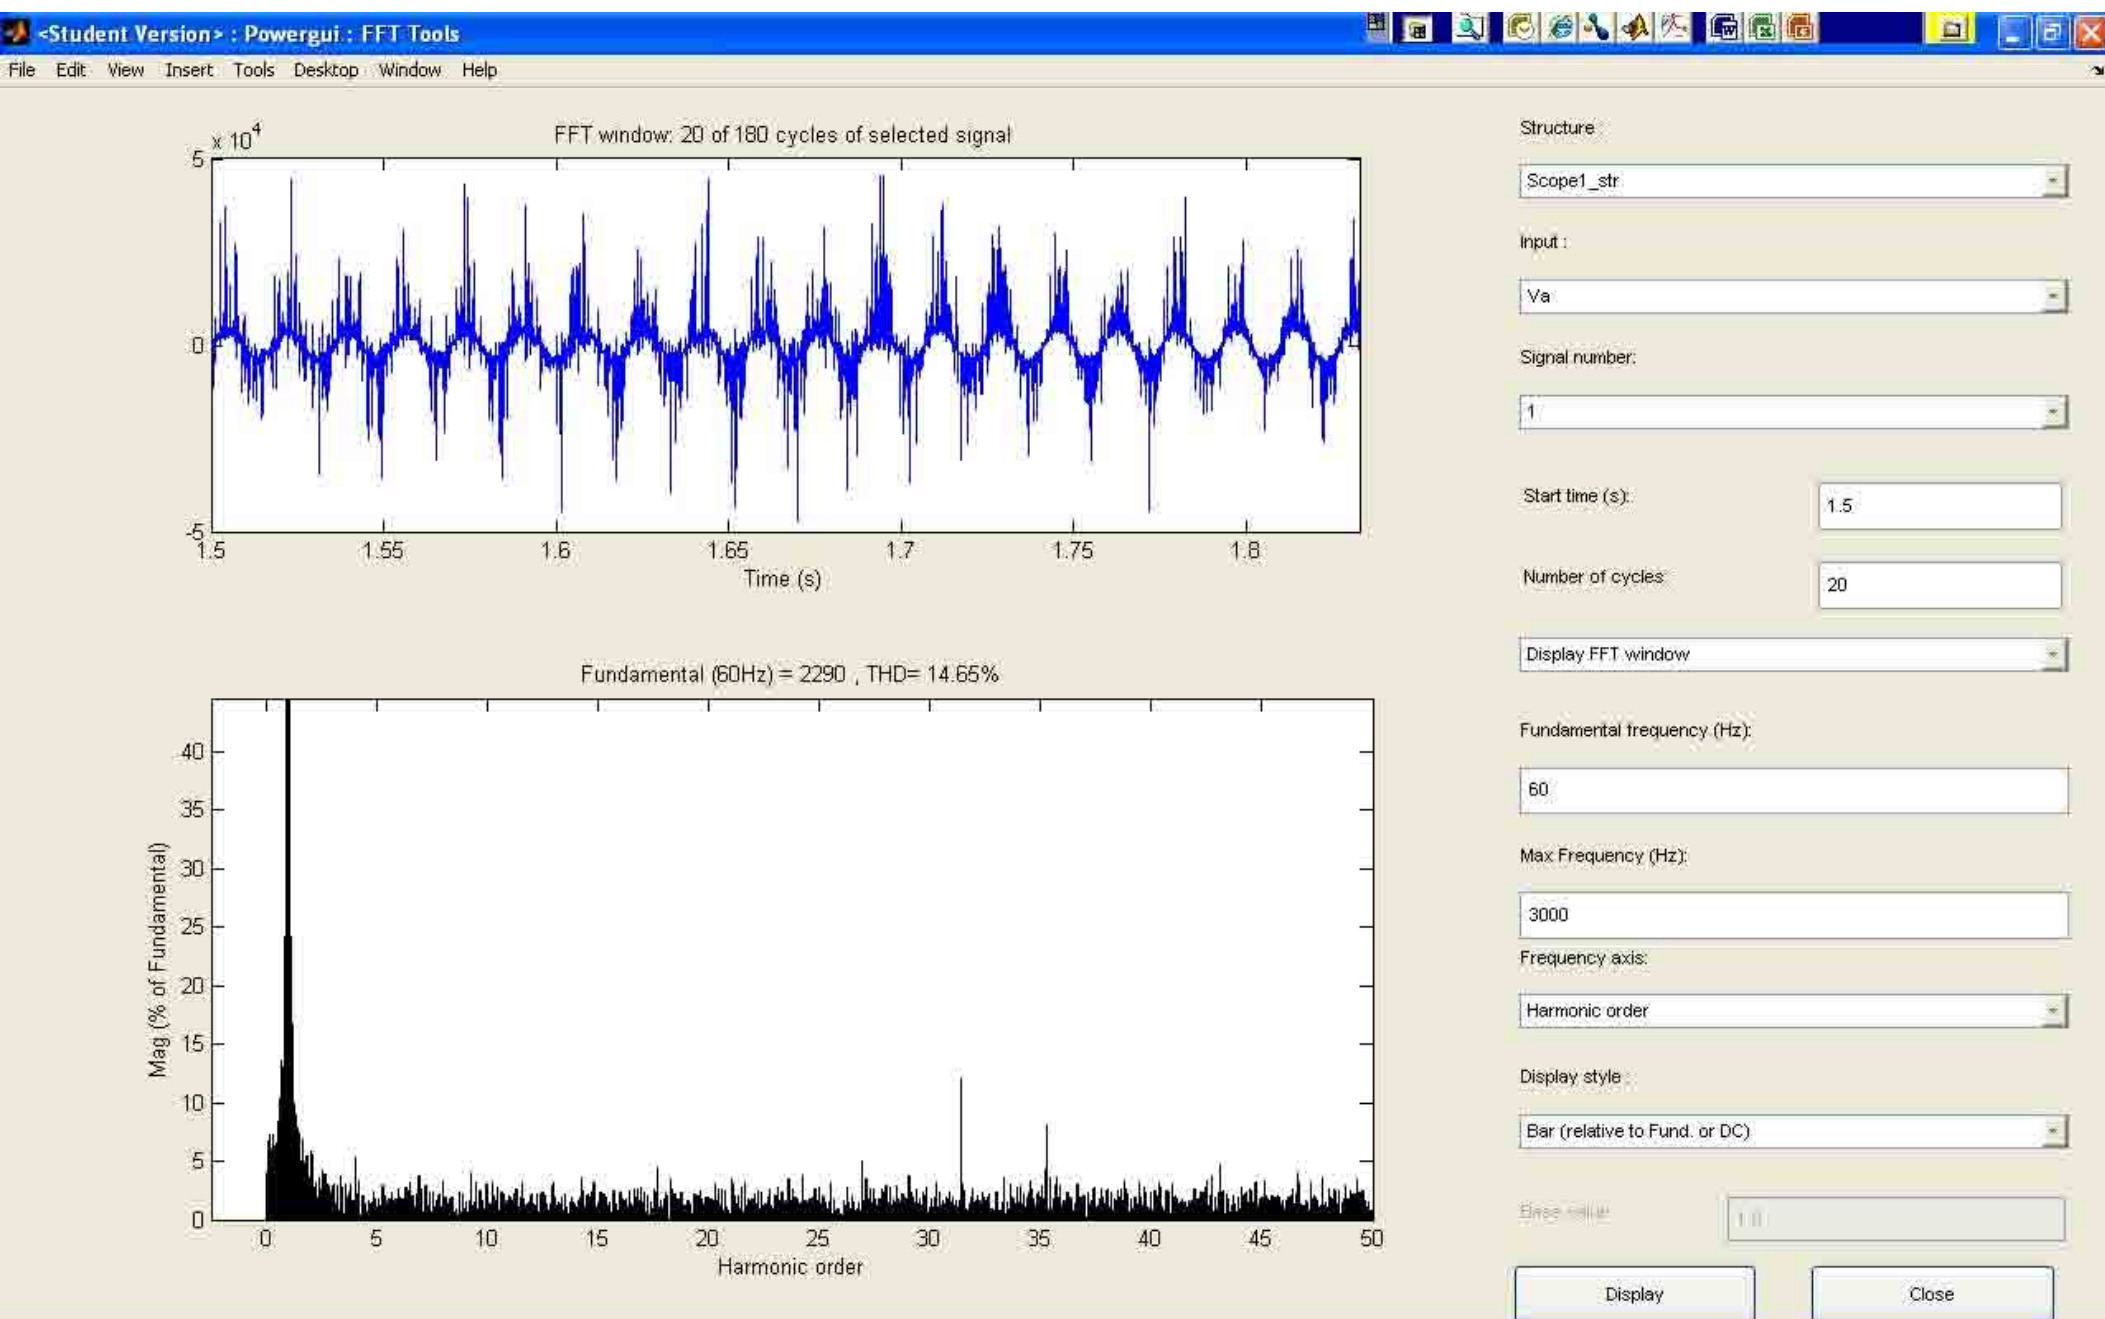 <Student Version> : Powergui : FFT Tools
File Edit View Insert Tools Desktop Window Help
x 10^4
FFT window: 20 of 180 cycles of selected signal
5
0
-5
1.5 1.55 1.6 1.65 1.7 1.75 1.8
Time (s)
Fundamental (60Hz) = 2290 , THD= 14.65%
Mag (% of Fundamental)
40
35
30
25
20
15
10
5
0
0 5 10 15 20 25 30 35 40 45 50
Harmonic order
Structure :
Scope1_str
Input :
Va
Signal number:
1
Start time (s): 1.5
Number of cycles: 20
Display FFT window
Fundamental frequency (Hz):
60
Max Frequency (Hz):
3000
Frequency axis:
Harmonic order
Display style :
Bar (relative to Fund. or DC)
Base value: 1.0
Display Close